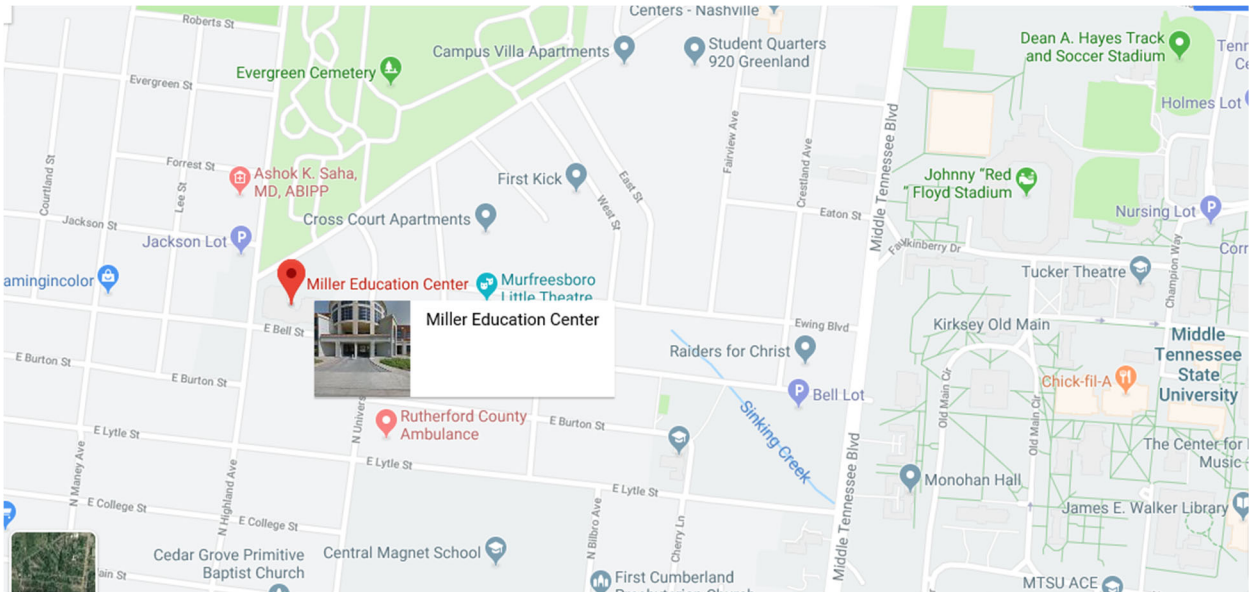 Centers - Nashville
Roberts St
Campus Villa Apartments
Student Quarters
920 Greenland
Dean A. Hayes Track
and Soccer Stadium
Evergreen Cemetery
Evergreen St
Holmes Lot
Middle Tennessee Blvd
Fairview Ave
Crestland Ave
Forrest St
Ashok K. Saha,
MD, ABIPP
First Kick
East St
West St
Johnny "Red
" Floyd Stadium
Courtland St
Lee St
Cross Court Apartments
Eaton St
Nursing Lot
Jackson St
Jackson Lot
Faulkinberry Dr
Tucker Theatre
Champion Way
amingincolor
Miller Education Center
Murfreesboro
Little Theatre
Miller Education Center
E Bell St
Ewing Blvd
Kirksey Old Main
Middle
Tennessee
State
University
Raiders for Christ
E Burton St
E Burton St
Chick-fil-A
Bell Lot
Old Main Cir
Old Main Cir
Sinking Creek
Rutherford County
Ambulance
E Burton St
N Univers
E Lytle St
E Lytle St
The Center for
Music
N Maney Ave
N Highland Ave
E Lytle St
Middle Tennessee Blvd
Monohan Hall
E College St
E College St
N Bilbro Ave
Cherry Ln
James E. Walker Library
Cedar Grove Primitive
Baptist Church
Central Magnet School
ain St
First Cumberland
MTSU ACE